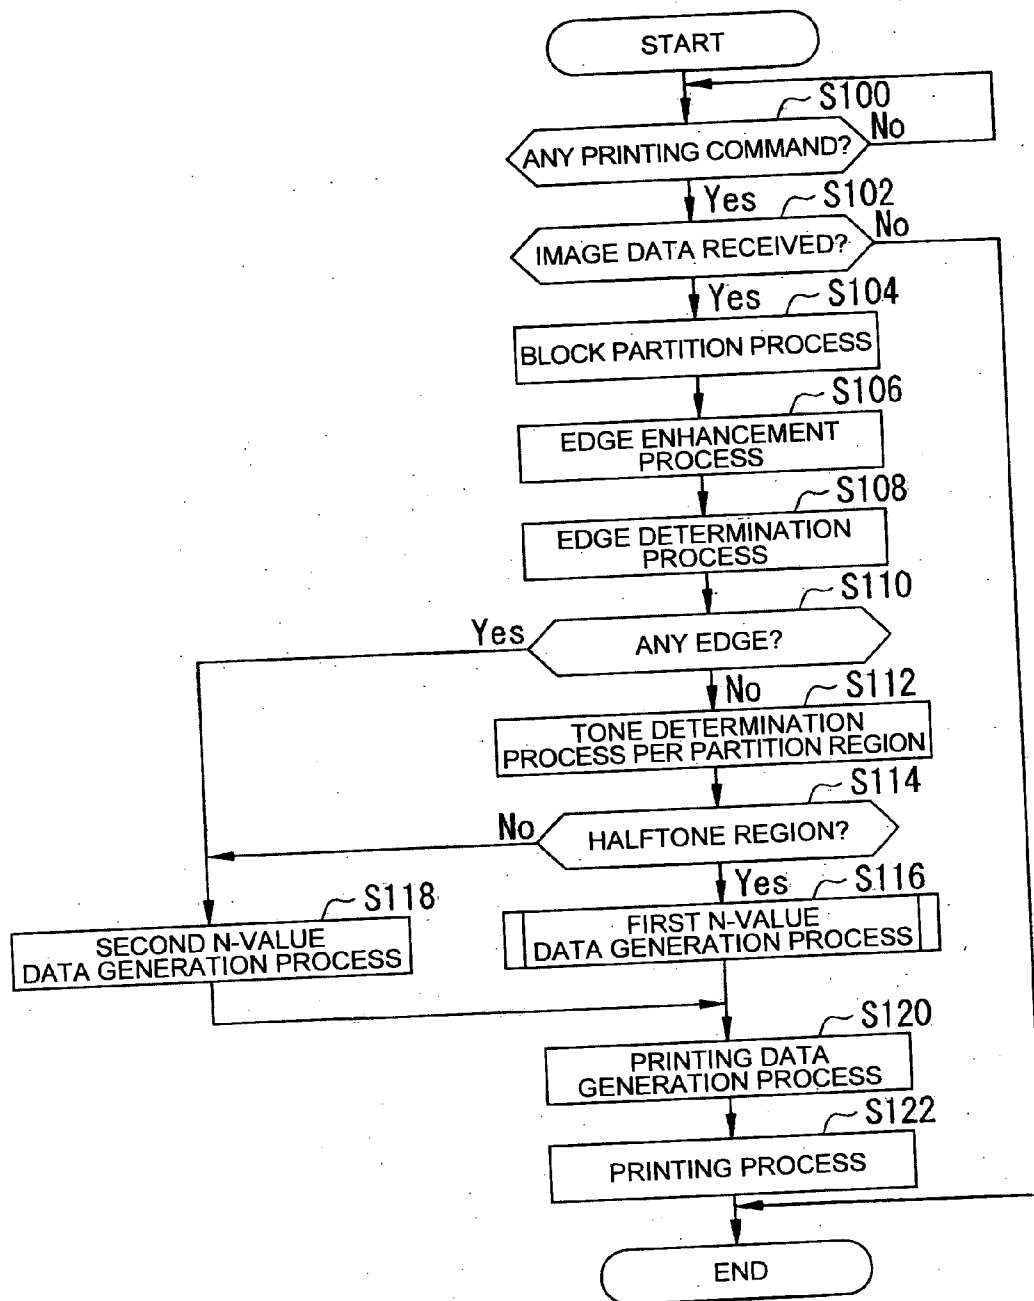 START
S100
ANY PRINTING COMMAND?
No
Yes
S102
IMAGE DATA RECEIVED?
No
Yes
S104
BLOCK PARTITION PROCESS
S106
EDGE ENHANCEMENT
PROCESS
S108
EDGE DETERMINATION
PROCESS
S110
Yes
ANY EDGE?
No
S112
TONE DETERMINATION
PROCESS PER PARTITION REGION
S114
No
HALFTONE REGION?
Yes
S116
FIRST N-VALUE
DATA GENERATION PROCESS
S118
SECOND N-VALUE
DATA GENERATION PROCESS
S120
PRINTING DATA
GENERATION PROCESS
S122
PRINTING PROCESS
END